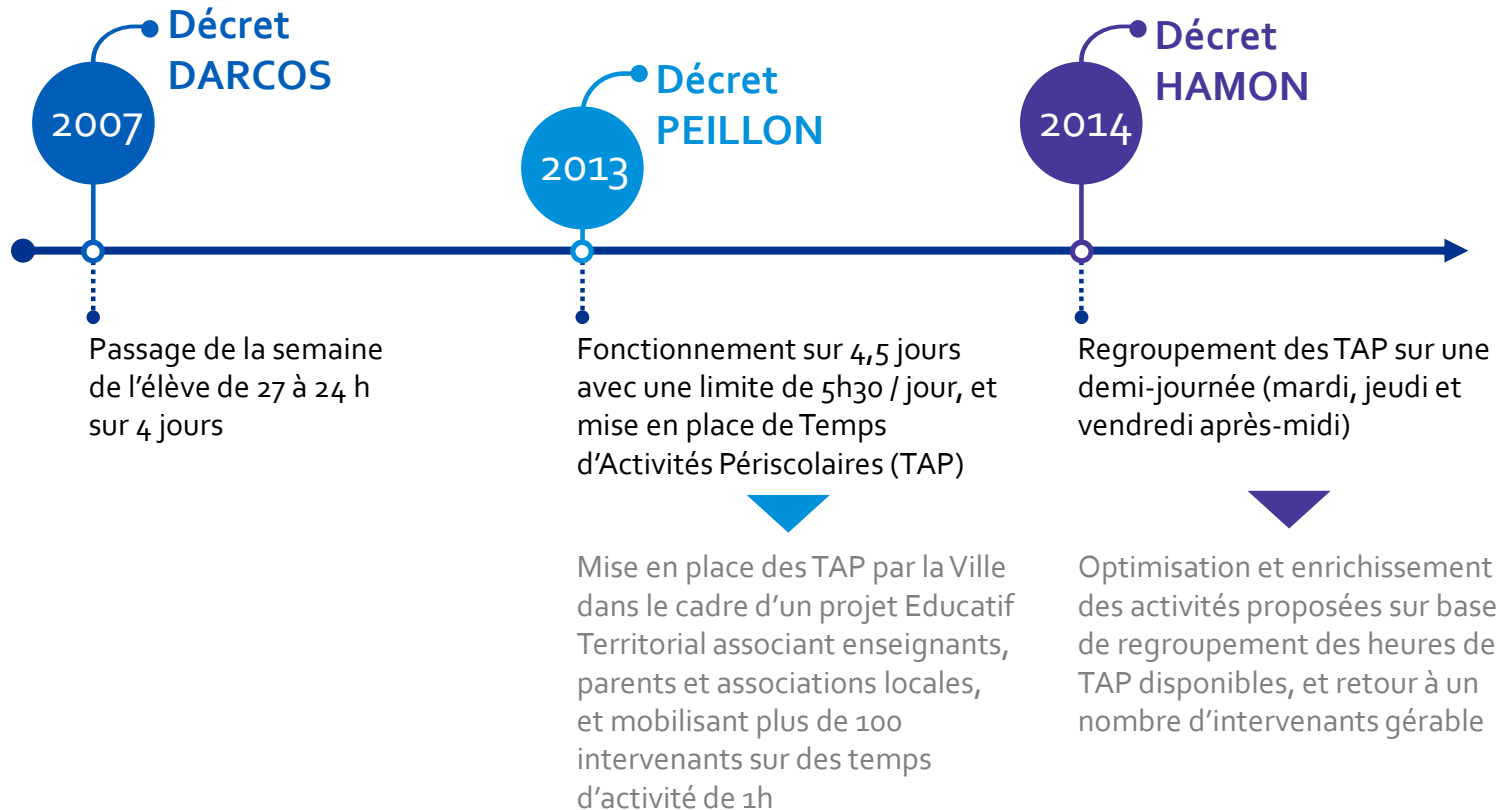 2007
Décret
DARCOS
Passage de la semaine
de l’élève de 27 à 24 h
sur 4 jours
2013
Décret
PEILLON
Fonctionnement sur 4,5 jours
avec une limite de 5h30 / jour, et
mise en place de Temps
d’Activités Périscolaires (TAP)
Mise en place des TAP par la Ville
dans le cadre d’un projet Educatif
Territorial associant enseignants,
parents et associations locales,
et mobilisant plus de 100
intervenants sur des temps
d’activité de 1h
2014
Décret
HAMON
Regroupement des TAP sur une
demi-journée (mardi, jeudi et
vendredi après-midi)
Optimisation et enrichissement
des activités proposées sur base
de regroupement des heures de
TAP disponibles, et retour à un
nombre d’intervenants gérable